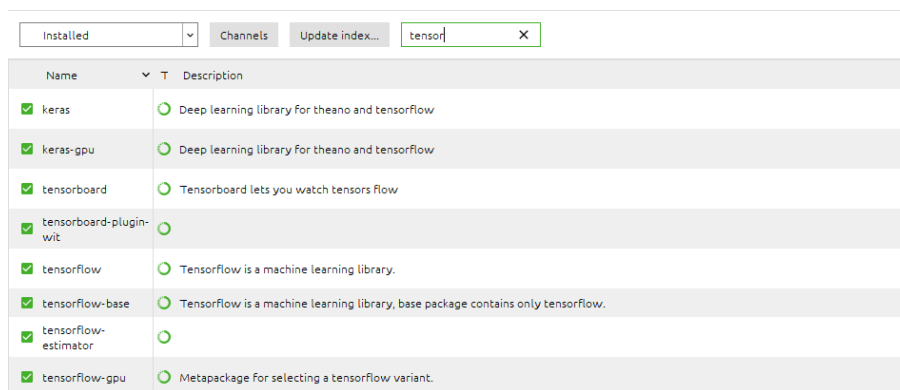 Installed Channels Update index... tensor ×
Name T Description
keras Deep learning library for theano and tensorflow
keras-gpu Deep learning library for theano and tensorflow
tensorboard Tensorboard lets you watch tensors flow
tensorboard-plugin-
wit
tensorflow Tensorflow is a machine learning library.
tensorflow-base Tensorflow is a machine learning library, base package contains only tensorflow.
tensorflow-
estimator
tensorflow-gpu Metapackage for selecting a tensorflow variant.